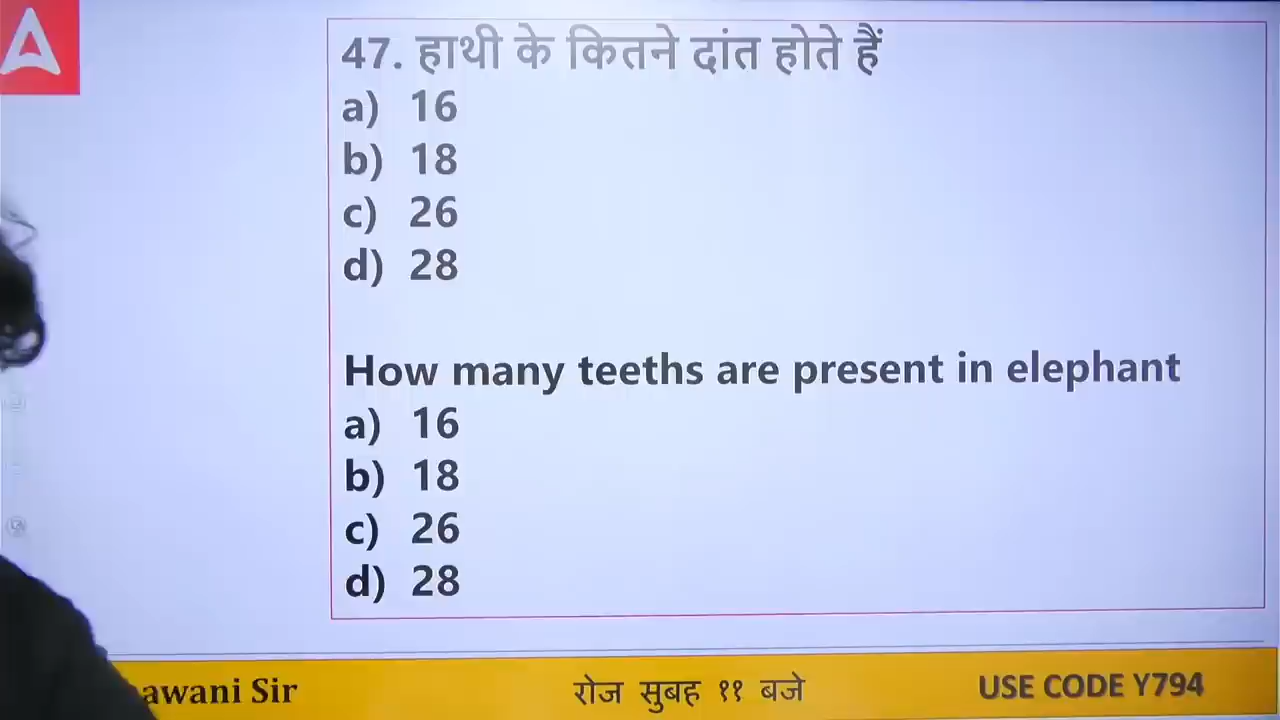 47. हाथी के कितने दांत होते हैं
a) 16
b) 18
c) 26
d) 28
How many teeths are present in elephant
a) 16
b) 18
c) 26
d) 28
awani Sir
रोज सुबह ११ बजे
USE CODE Y794